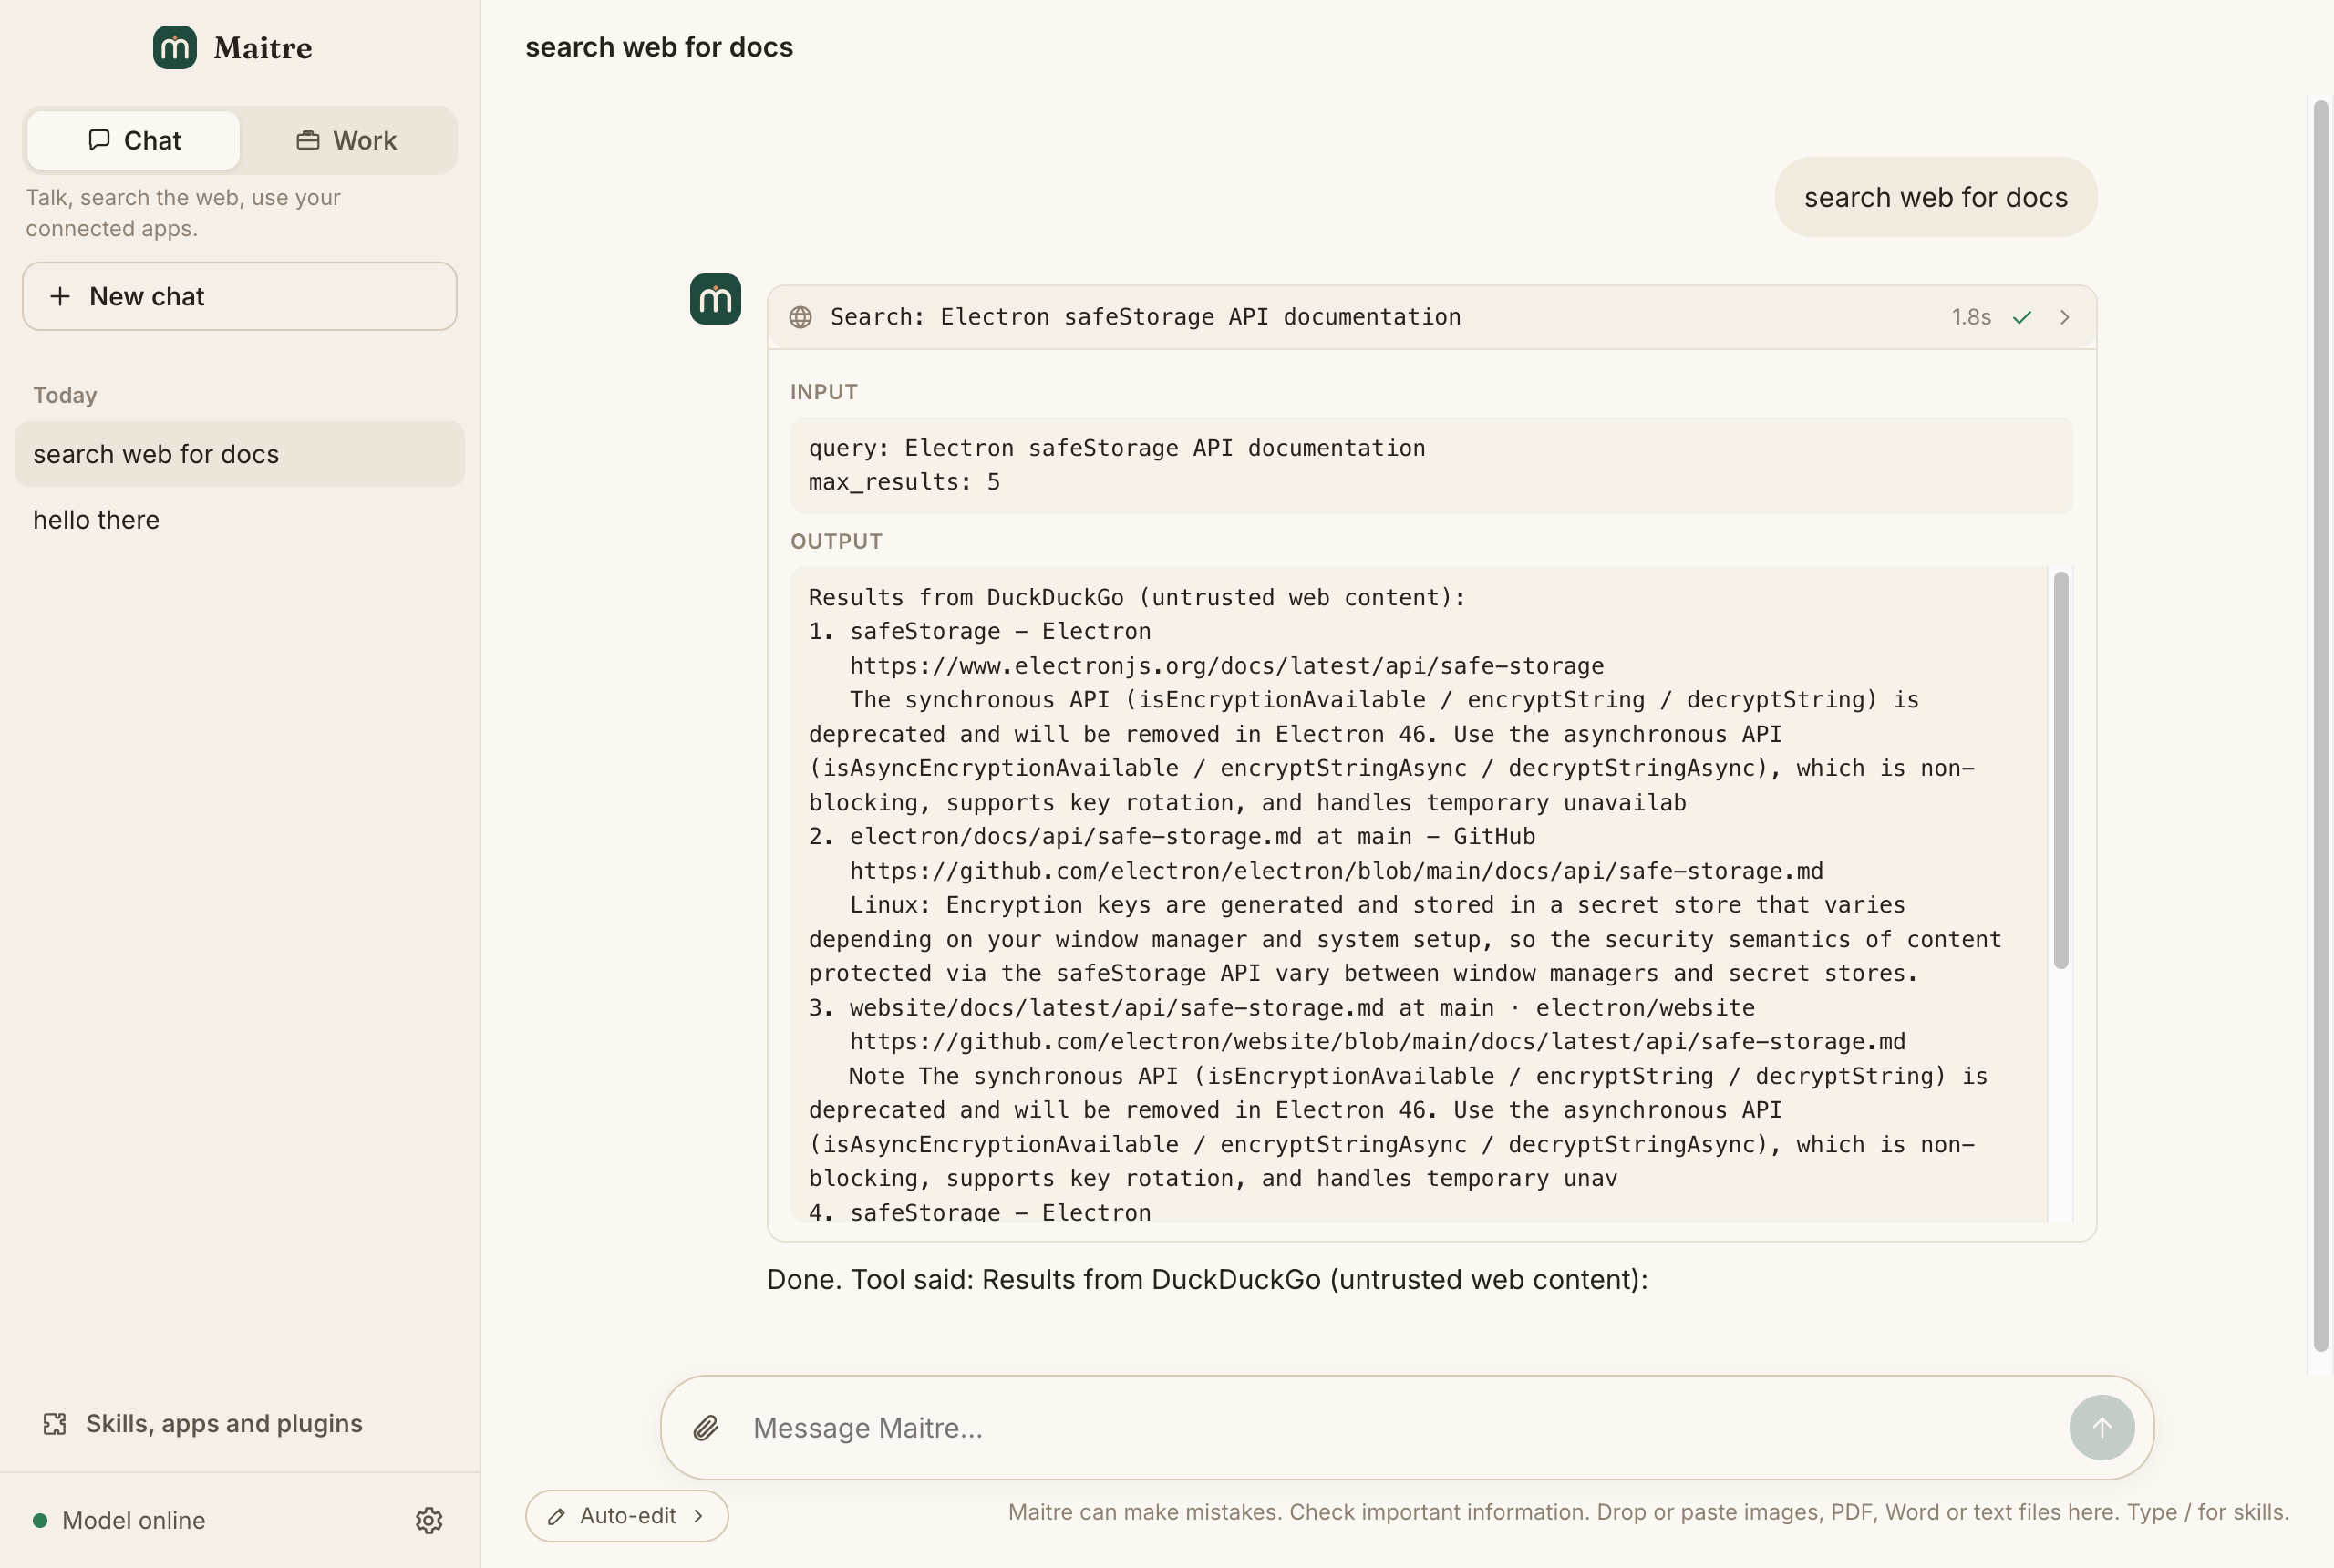 Maitre
Chat
Work
Talk, search the web, use your
connected apps.
New chat
Today
search web for docs
hello there
Skills, apps and plugins
Model online
search web for docs
search web for docs
Search: Electron safeStorage API documentation
1.8s
INPUT
query: Electron safeStorage API documentation
max_results: 5
OUTPUT
Results from DuckDuckGo (untrusted web content):
1. safeStorage – Electron
https://www.electronjs.org/docs/latest/api/safe-storage
The synchronous API (isEncryptionAvailable / encryptString / decryptString) is
deprecated and will be removed in Electron 46. Use the asynchronous API
(isAsyncEncryptionAvailable / encryptStringAsync / decryptStringAsync), which is non-
blocking, supports key rotation, and handles temporary unavailab
2. electron/docs/api/safe-storage.md at main – GitHub
https://github.com/electron/electron/blob/main/docs/api/safe-storage.md
Linux: Encryption keys are generated and stored in a secret store that varies
depending on your window manager and system setup, so the security semantics of content
protected via the safeStorage API vary between window managers and secret stores.
3. website/docs/latest/api/safe-storage.md at main · electron/website
https://github.com/electron/website/blob/main/docs/latest/api/safe-storage.md
Note The synchronous API (isEncryptionAvailable / encryptString / decryptString) is
deprecated and will be removed in Electron 46. Use the asynchronous API
(isAsyncEncryptionAvailable / encryptStringAsync / decryptStringAsync), which is non-
blocking, supports key rotation, and handles temporary unav
4. safeStorage – Electron
Done. Tool said: Results from DuckDuckGo (untrusted web content):
Message Maitre...
Auto-edit
Maitre can make mistakes. Check important information. Drop or paste images, PDF, Word or text files here. Type / for skills.